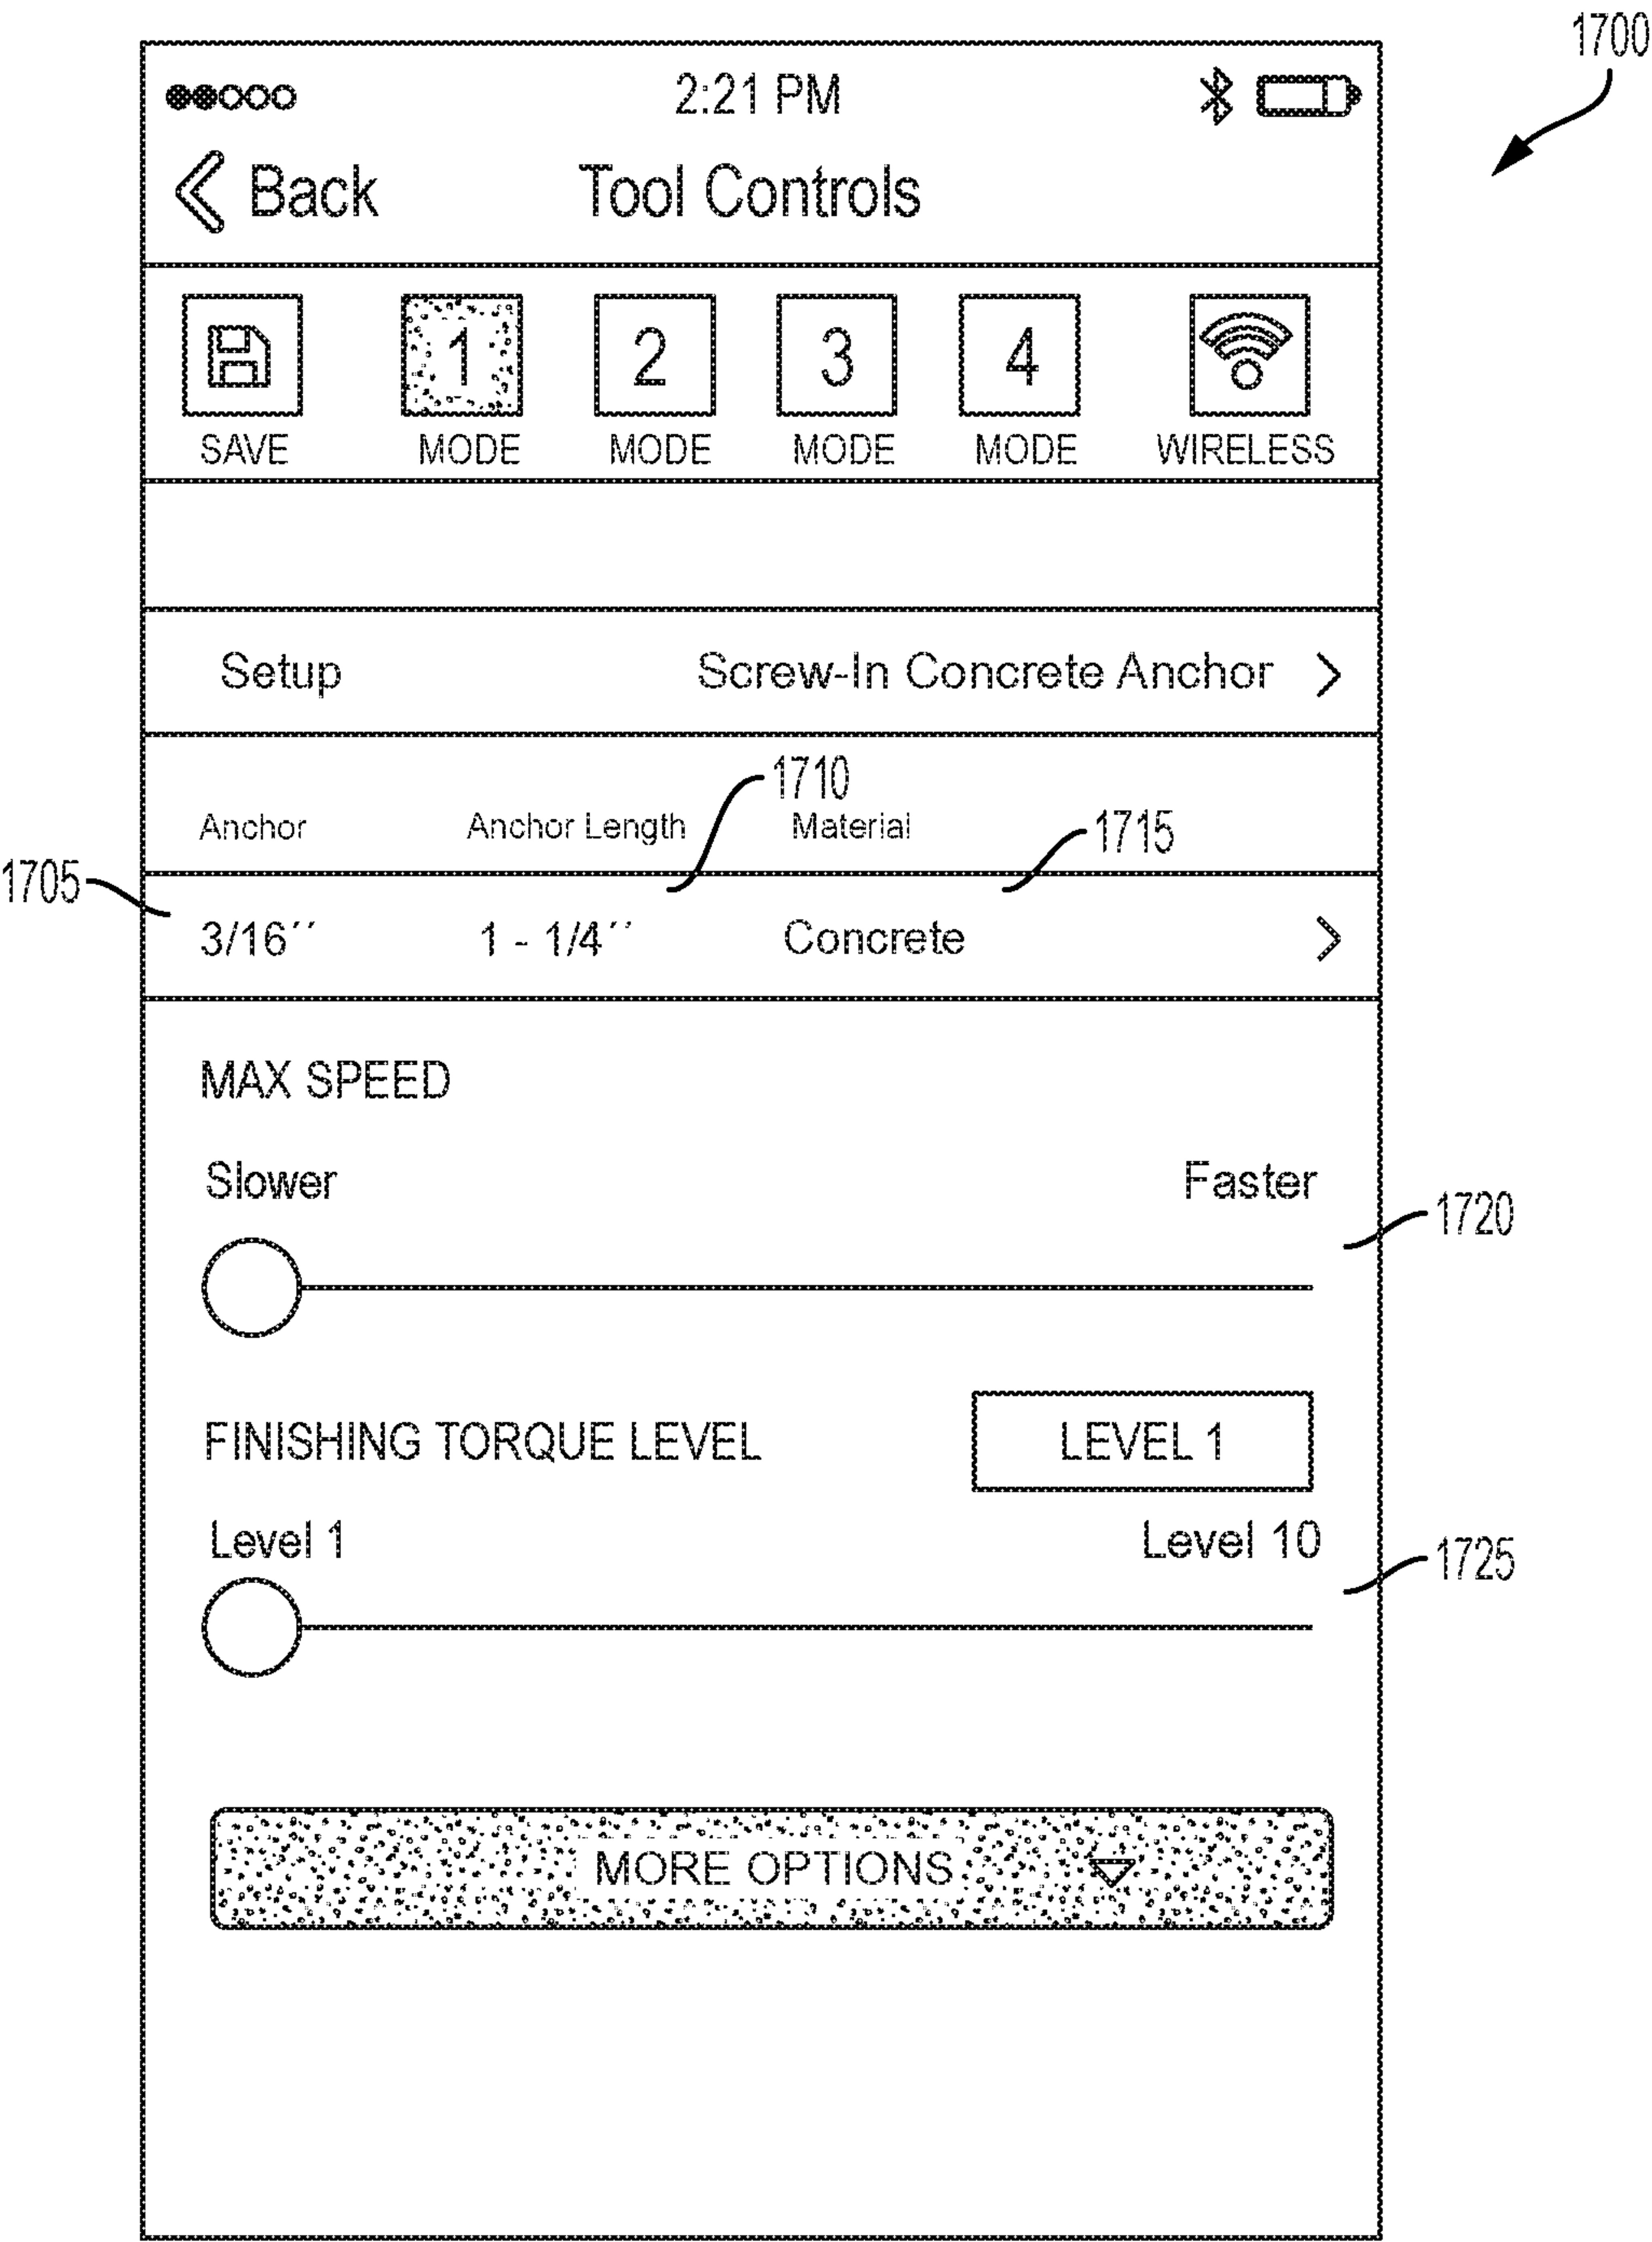 1700
2:21 PM
Back Tool Controls
1 2 3 4
SAVE MODE MODE MODE MODE WIRELESS
Setup Screw-In Concrete Anchor
1710
Anchor Anchor Length Material 1715
1705
3/16´´ 1 - 1/4´´ Concrete
MAX SPEED
Slower Faster
1720
FINISHING TORQUE LEVEL LEVEL 1
Level 1 Level 10
1725
MORE OPTIONS